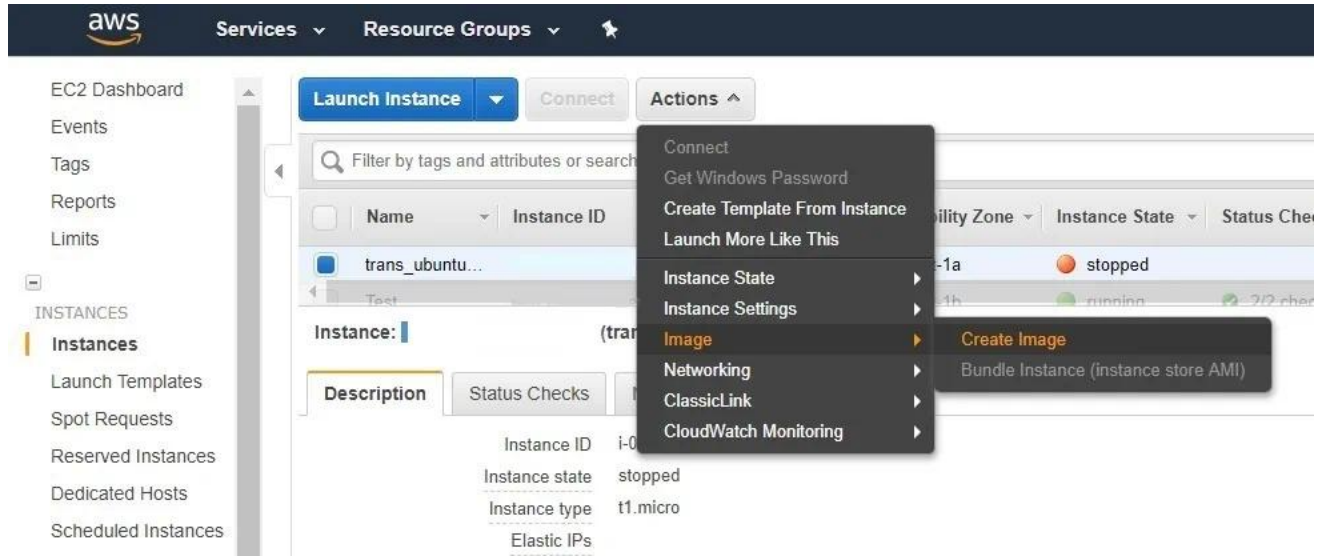 aws Services Resource Groups
EC2 Dashboard
Events
Tags
Reports
Limits
INSTANCES
Instances
Launch Templates
Spot Requests
Reserved Instances
Dedicated Hosts
Scheduled Instances
Launch Instance Connect Actions
Filter by tags and attributes or search
Name Instance ID ility Zone Instance State Status Che
trans_ubuntu... -1a stopped
Test -1b running 2/2 chec
Connect
Get Windows Password
Create Template From Instance
Launch More Like This
Instance State
Instance Settings
Image
Networking
ClassicLink
CloudWatch Monitoring
Create Image
Bundle Instance (instance store AMI)
Instance: (tran
Description Status Checks
Instance ID i-0
Instance state stopped
Instance type t1.micro
Elastic IPs